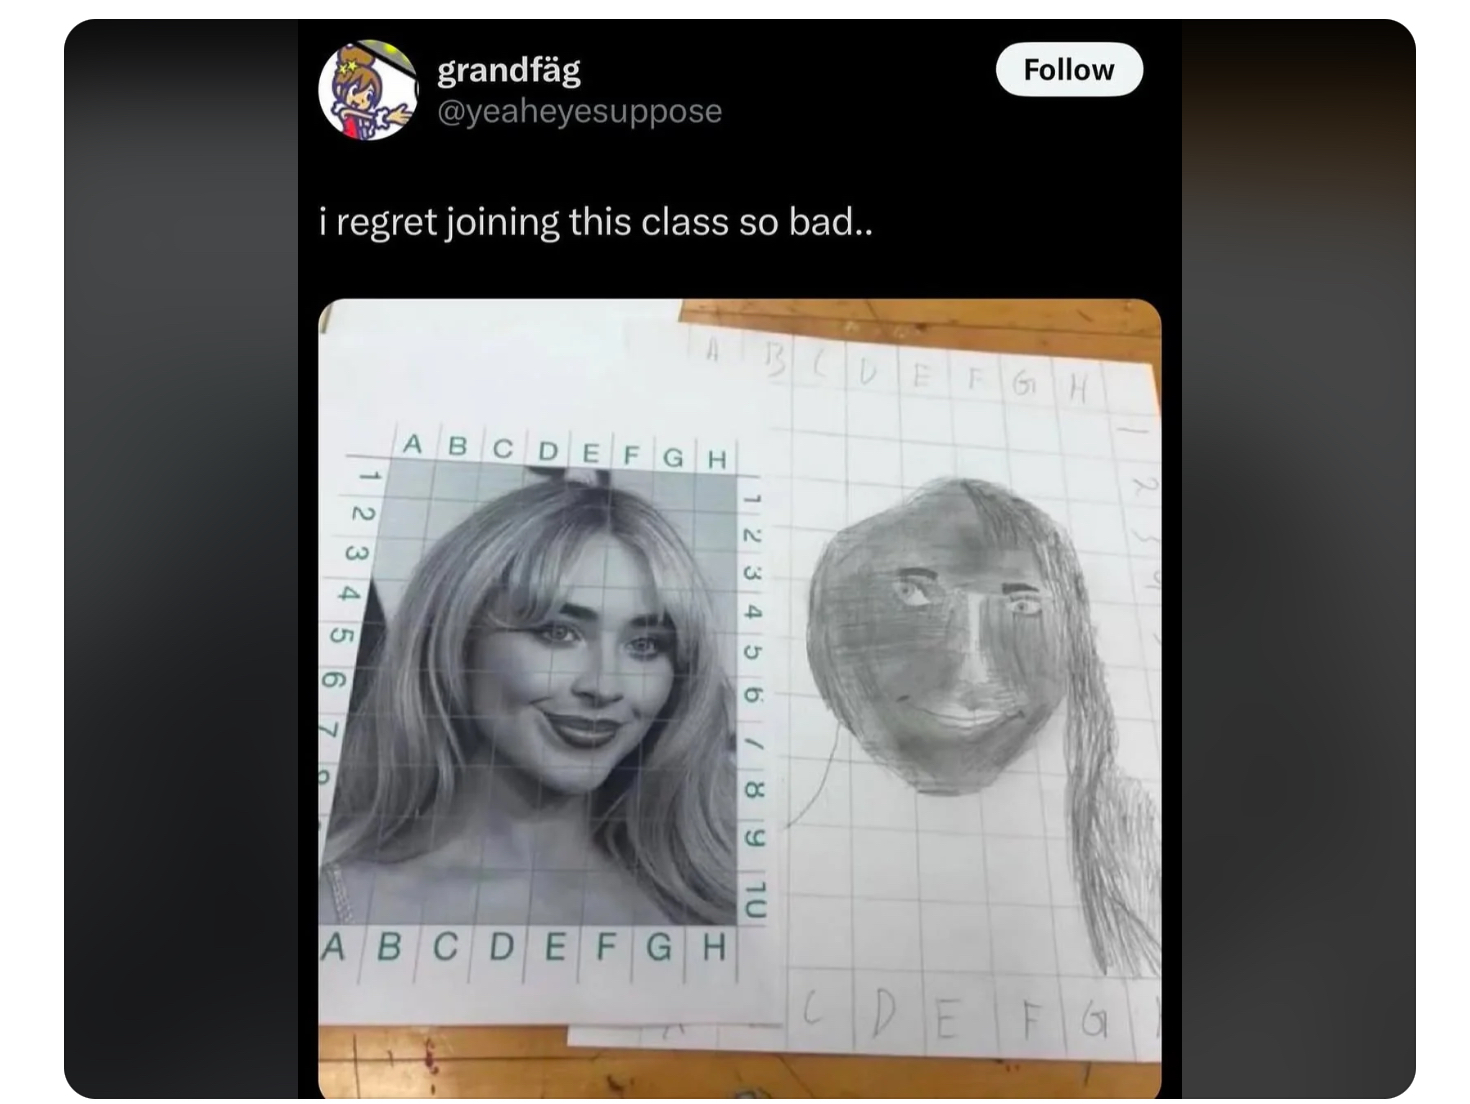 grandfäg
Follow
@yeaheyesuppose
i regret joining this class so bad..
A B C D E F G H
A B C D E F G H
1 1
2 2
3 3
4 4
5 5
6 6
7 7
8 8
9
10
A B C D E F G H
C D E F G